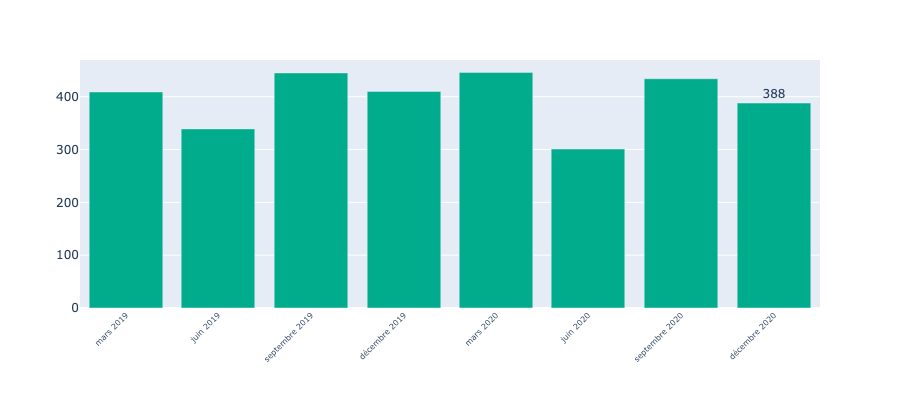 388
400
300
200
100
0
mars 2019
juin 2019
septembre 2019
décembre 2019
mars 2020
juin 2020
septembre 2020
décembre 2020